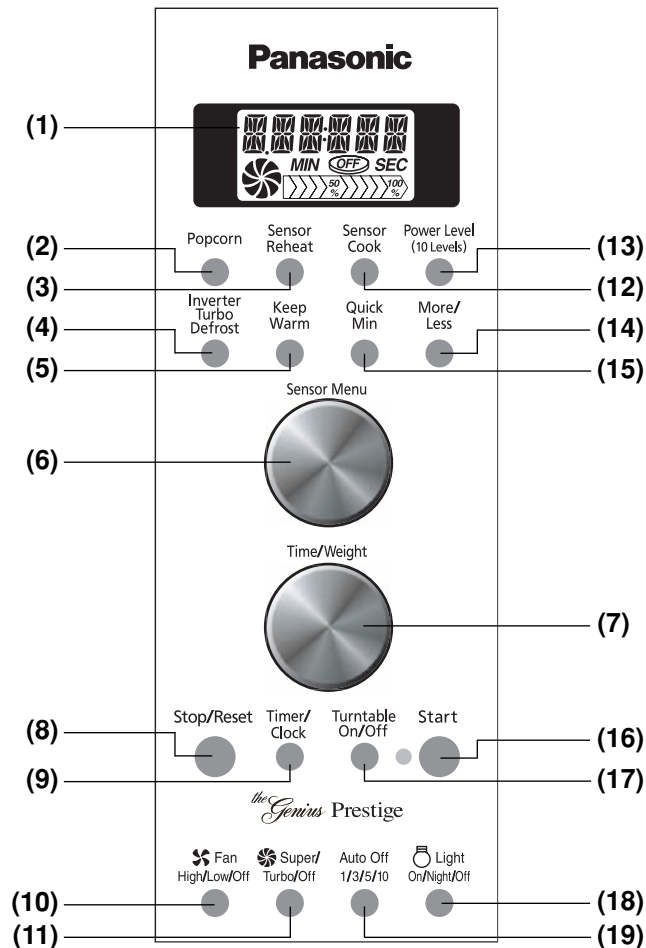 Panasonic
(1)
MIN OFF SEC
50 % 100 %
Popcorn
Sensor
Reheat
Sensor
Cook
Power Level
(10 Levels)
(2)
(3)
(12)
(13)
Inverter
Turbo
Defrost
Keep
Warm
Quick
Min
More/
Less
(4)
(5)
(15)
(14)
Sensor Menu
(6)
Time/Weight
(7)
Stop/Reset
Timer/
Clock
Turntable
On/Off
Start
(8)
(9)
(17)
(16)
the Genius Prestige
Fan
High/Low/Off
Super/
Turbo/Off
Auto Off
1/3/5/10
Light
On/Night/Off
(10)
(11)
(19)
(18)